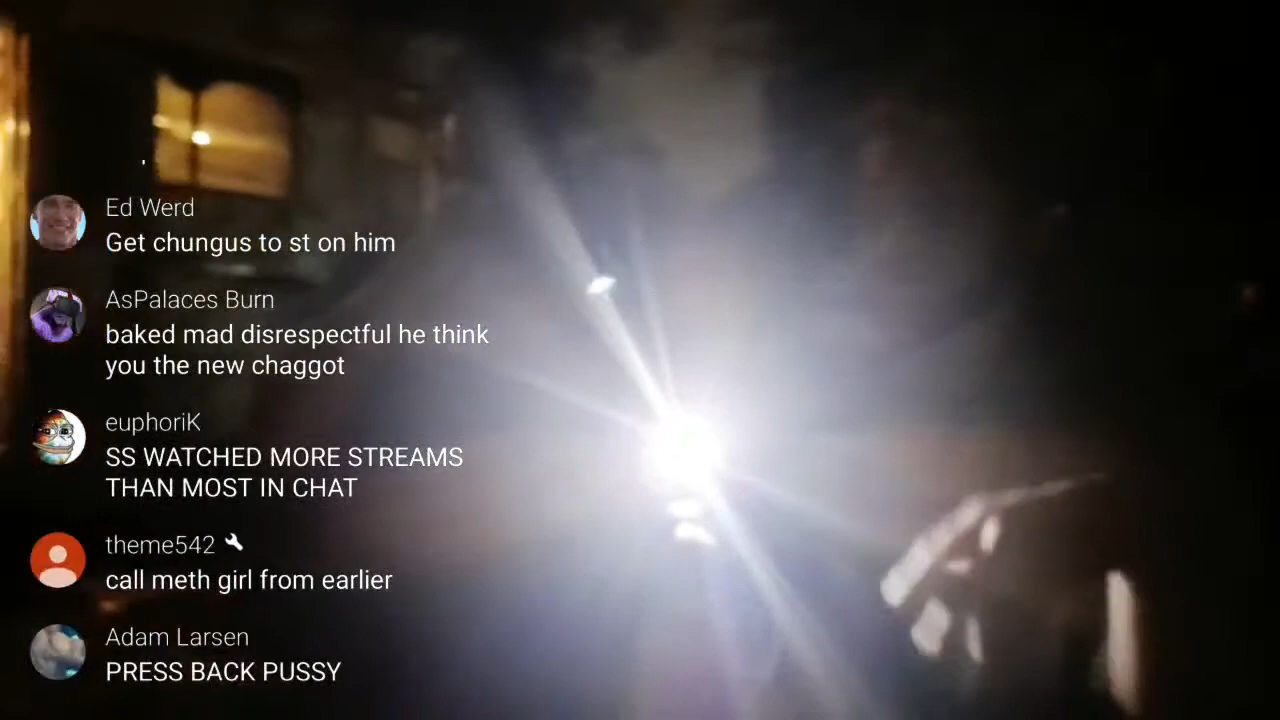 Ed Werd
Get chungus to st on him
AsPalaces Burn
baked mad disrespectful he think
you the new chaggot
euphoriK
SS WATCHED MORE STREAMS
THAN MOST IN CHAT
theme542
call meth girl from earlier
Adam Larsen
PRESS BACK PUSSY